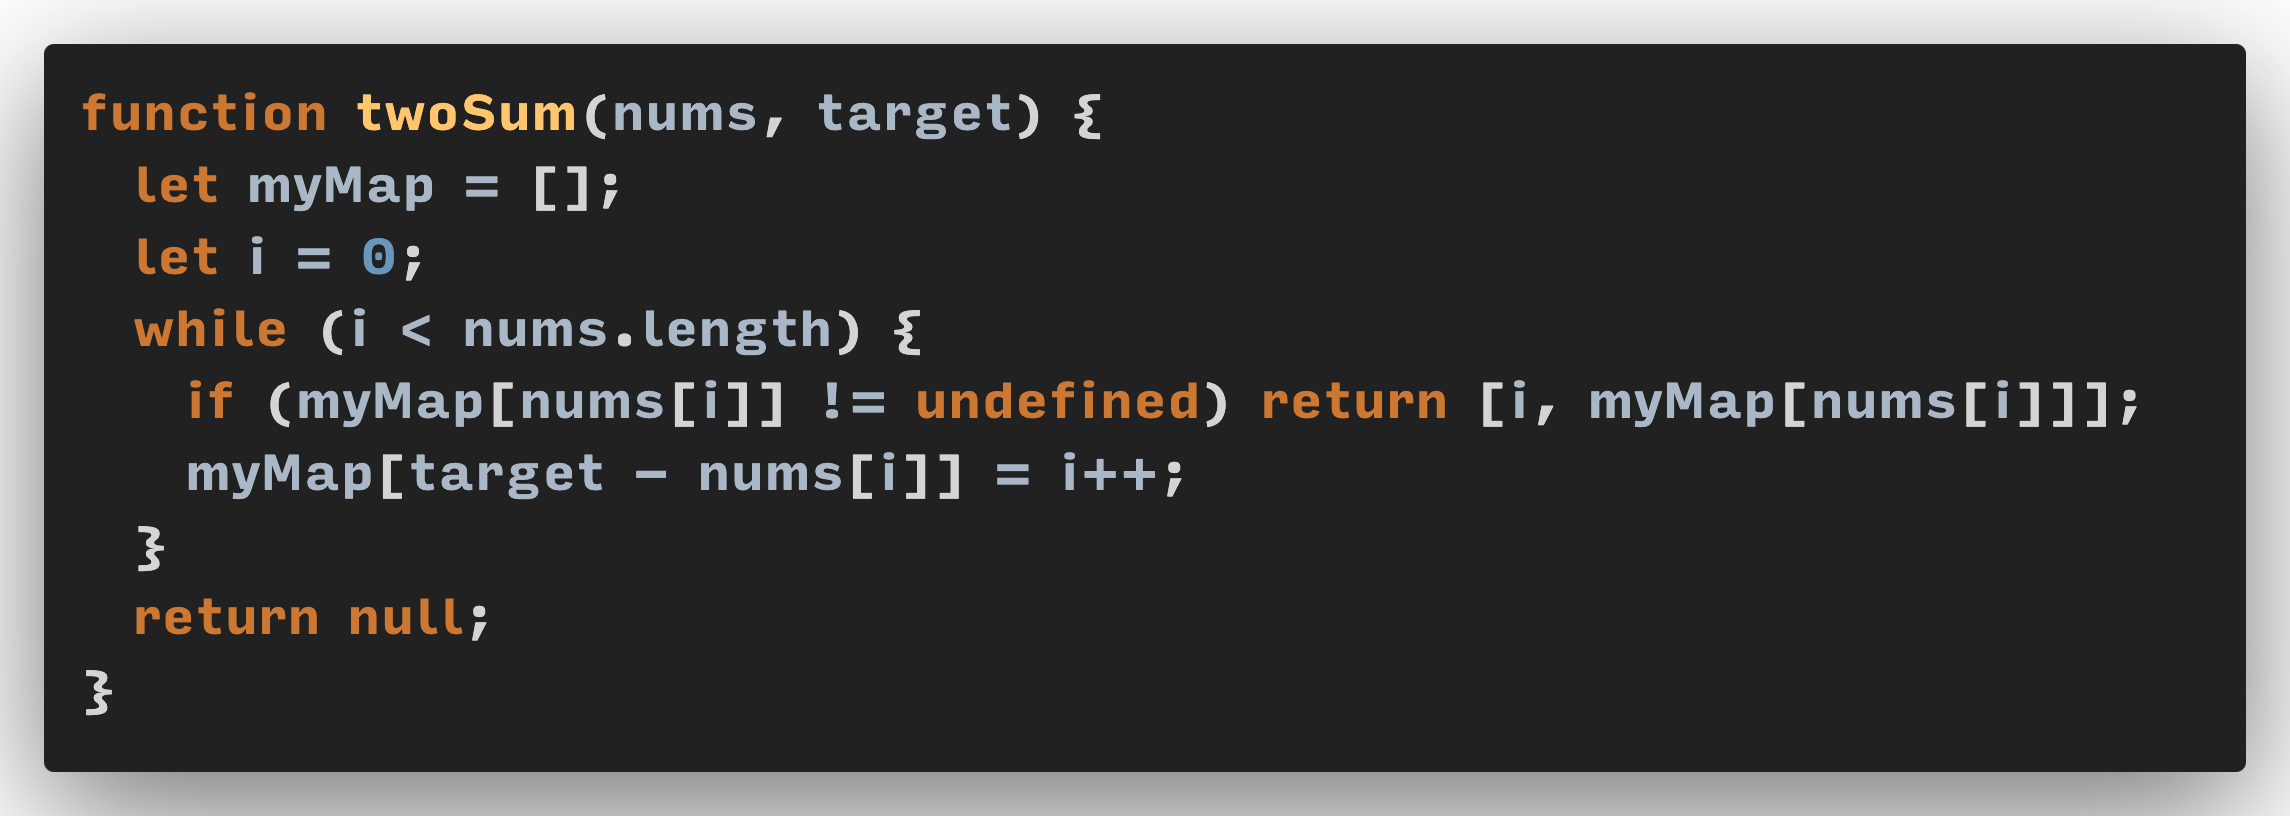 function twoSum(nums, target) {
  let myMap = [];
  let i = 0;
  while (i < nums.length) {
    if (myMap[nums[i]] != undefined) return [i, myMap[nums[i]]];
    myMap[target - nums[i]] = i++;
  }
  return null;
}